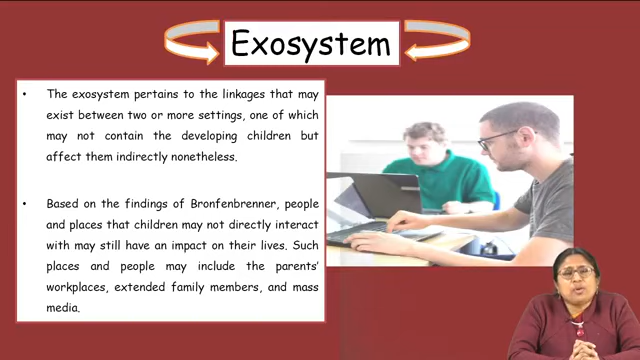 Exosystem
• The exosystem pertains to the linkages that may
exist between two or more settings, one of which
may not contain the developing children but
affect them indirectly nonetheless.
• Based on the findings of Bronfenbrenner, people
and places that children may not directly interact
with may still have an impact on their lives. Such
places and people may include the parents'
workplaces, extended family members, and mass
media.